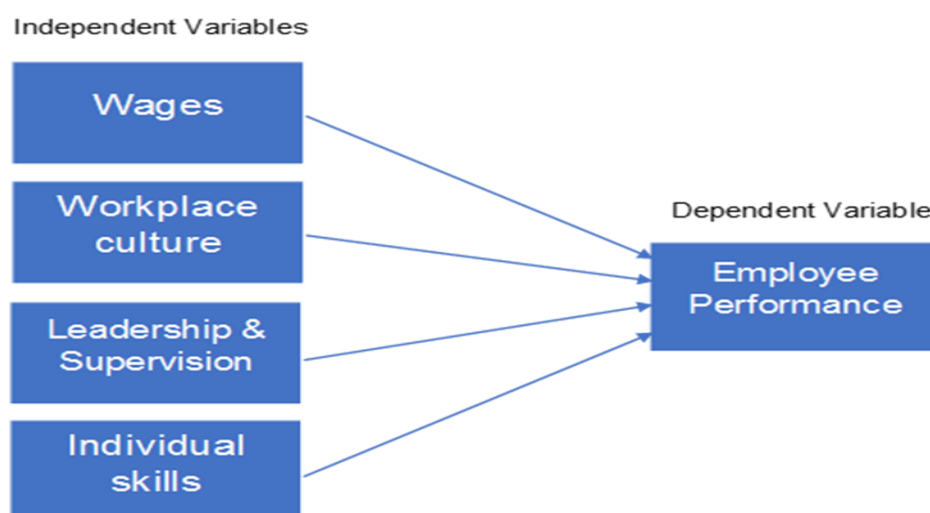 Independent Variables
Wages
Workplace
culture
Leadership &
Supervision
Individual
skills
Dependent Variable
Employee
Performance